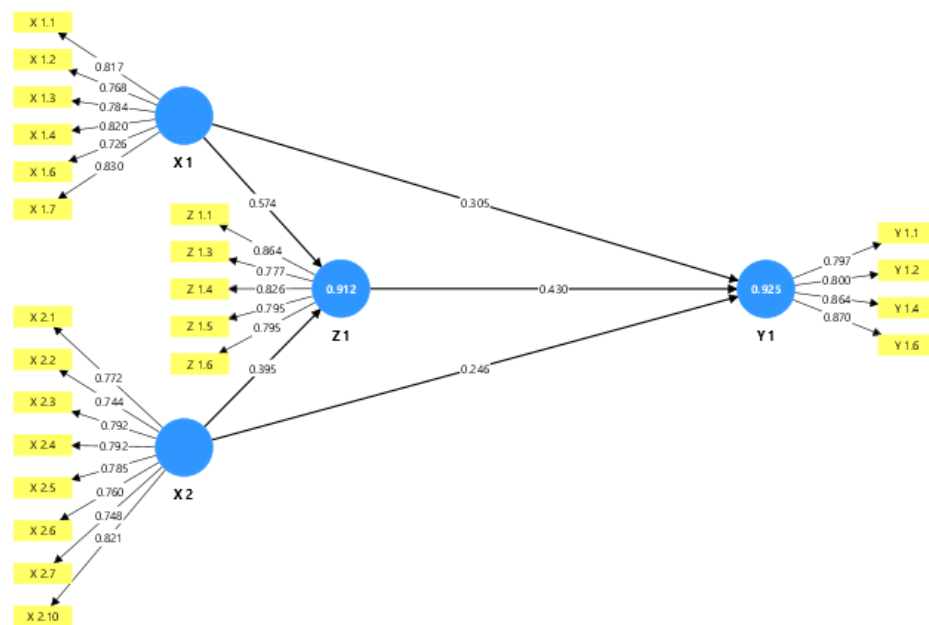 X 1.1
X 1.2
X 1.3
X 1.4
X 1.6
X 1.7
0.817
0.768
0.784
0.820
0.726
0.830
X 1
0.574
0.305
Z 1.1
Z 1.3
Z 1.4
Z 1.5
Z 1.6
0.864
0.777
0.826
0.795
0.795
0.912
Z 1
0.430
0.925
Y 1
0.797
0.800
0.864
0.870
Y 1.1
Y 1.2
Y 1.4
Y 1.6
0.395
0.246
X 2.1
X 2.2
X 2.3
X 2.4
X 2.5
X 2.6
X 2.7
X 2.10
0.772
0.744
0.792
0.792
0.785
0.760
0.748
0.821
X 2